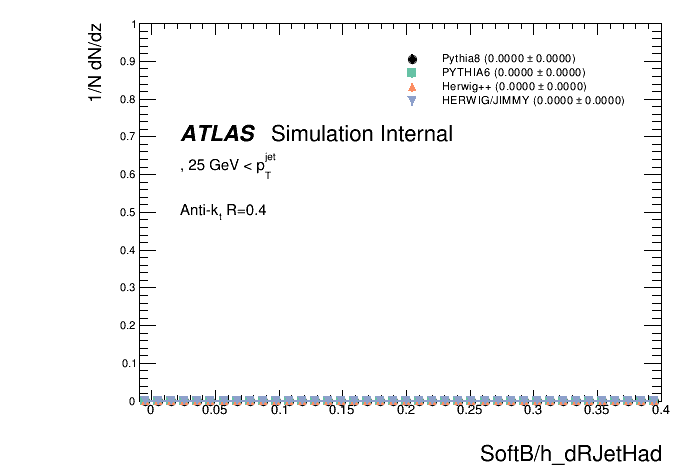 1/N dN/dz
1
0.9
0.8
0.7
0.6
0.5
0.4
0.3
0.2
0.1
0
Pythia8 (0.0000 ± 0.0000)
PYTHIA6 (0.0000 ± 0.0000)
Herwig++ (0.0000 ± 0.0000)
HERWIG/JIMMY (0.0000 ± 0.0000)
ATLAS Simulation Internal
, 25 GeV < p_T^jet
Anti-k_t R=0.4
0 0.05 0.1 0.15 0.2 0.25 0.3 0.35 0.4
SoftB/h_dRJetHad